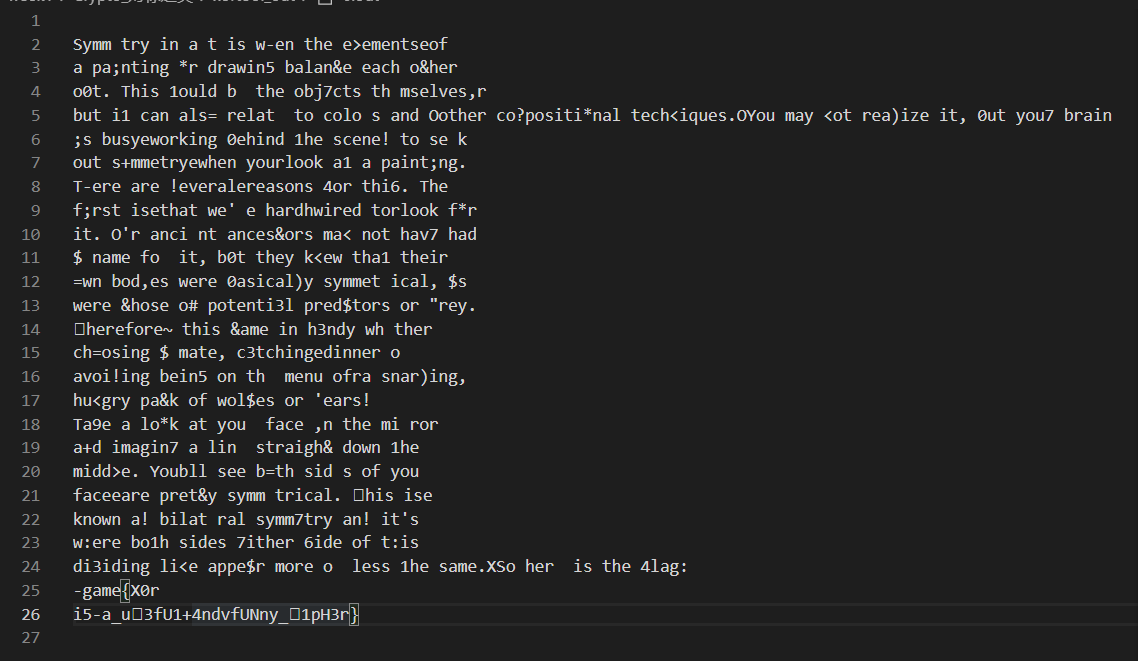 1
2 Symm try in a t is w-en the e>ementseof
3 a pa;nting *r drawin5 balan&e each o&her
4 o0t. This 1ould b  the obj7cts th mselves,r
5 but i1 can als= relat  to colo s and Oother co?positi*nal tech<iques.OYou may <ot rea)ize it, 0ut you7 brain
6 ;s busyeworking 0ehind 1he scene! to se k
7 out s+mmetryewhen yourlook a1 a paint;ng.
8 T-ere are !everalereasons 4or thi6. The
9 f;rst isethat we' e hardhwired torlook f*r
10 it. O'r anci nt ances&ors ma< not hav7 had
11 $ name fo  it, b0t they k<ew tha1 their
12 =wn bod,es were 0asical)y symmet ical, $s
13 were &hose o# potenti3l pred$tors or "rey.
14 □herefore~ this &ame in h3ndy wh ther
15 ch=osing $ mate, c3tchingedinner o
16 avoi!ing bein5 on th  menu ofra snar)ing,
17 hu<gry pa&k of wol$es or 'ears!
18 Ta9e a lo*k at you  face ,n the mi ror
19 a+d imagin7 a lin  straigh& down 1he
20 midd>e. Youbll see b=th sid s of you
21 faceeare pret&y symm trical. □his ise
22 known a! bilat ral symm7try an! it's
23 w:ere bo1h sides 7ither 6ide of t:is
24 di3iding li<e appe$r more o  less 1he same.XSo her  is the 4lag:
25 -game{X0r
26 i5-a_u□3fU1+4ndvfUNny_□1pH3r}
27